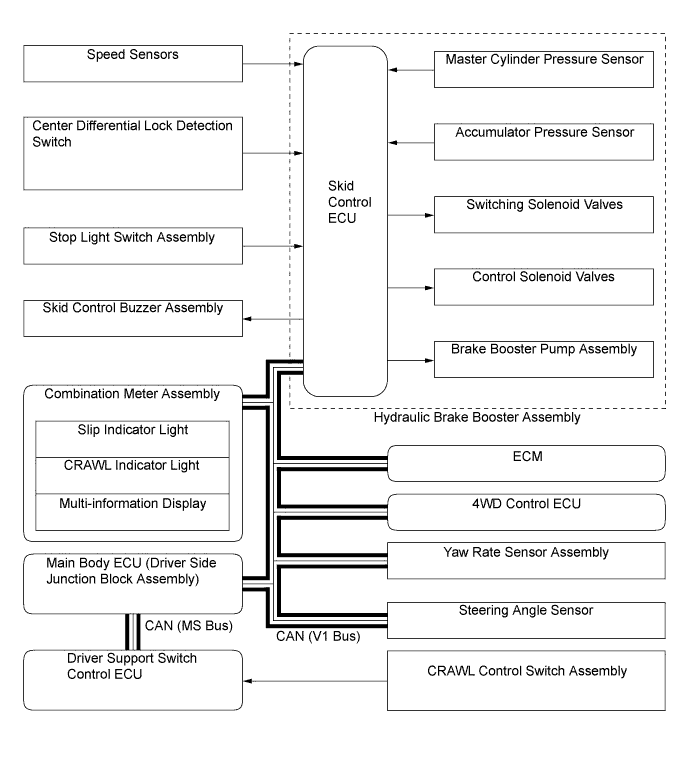 Speed Sensors
Center Differential Lock Detection
Switch
Stop Light Switch Assembly
Skid Control Buzzer Assembly
Skid
Control
ECU
Master Cylinder Pressure Sensor
Accumulator Pressure Sensor
Switching Solenoid Valves
Control Solenoid Valves
Brake Booster Pump Assembly
Hydraulic Brake Booster Assembly
Combination Meter Assembly
Slip Indicator Light
CRAWL Indicator Light
Multi-information Display
ECM
4WD Control ECU
Yaw Rate Sensor Assembly
Steering Angle Sensor
Main Body ECU (Driver Side
Junction Block Assembly)
CAN (MS Bus)
CAN (V1 Bus)
Driver Support Switch
Control ECU
CRAWL Control Switch Assembly